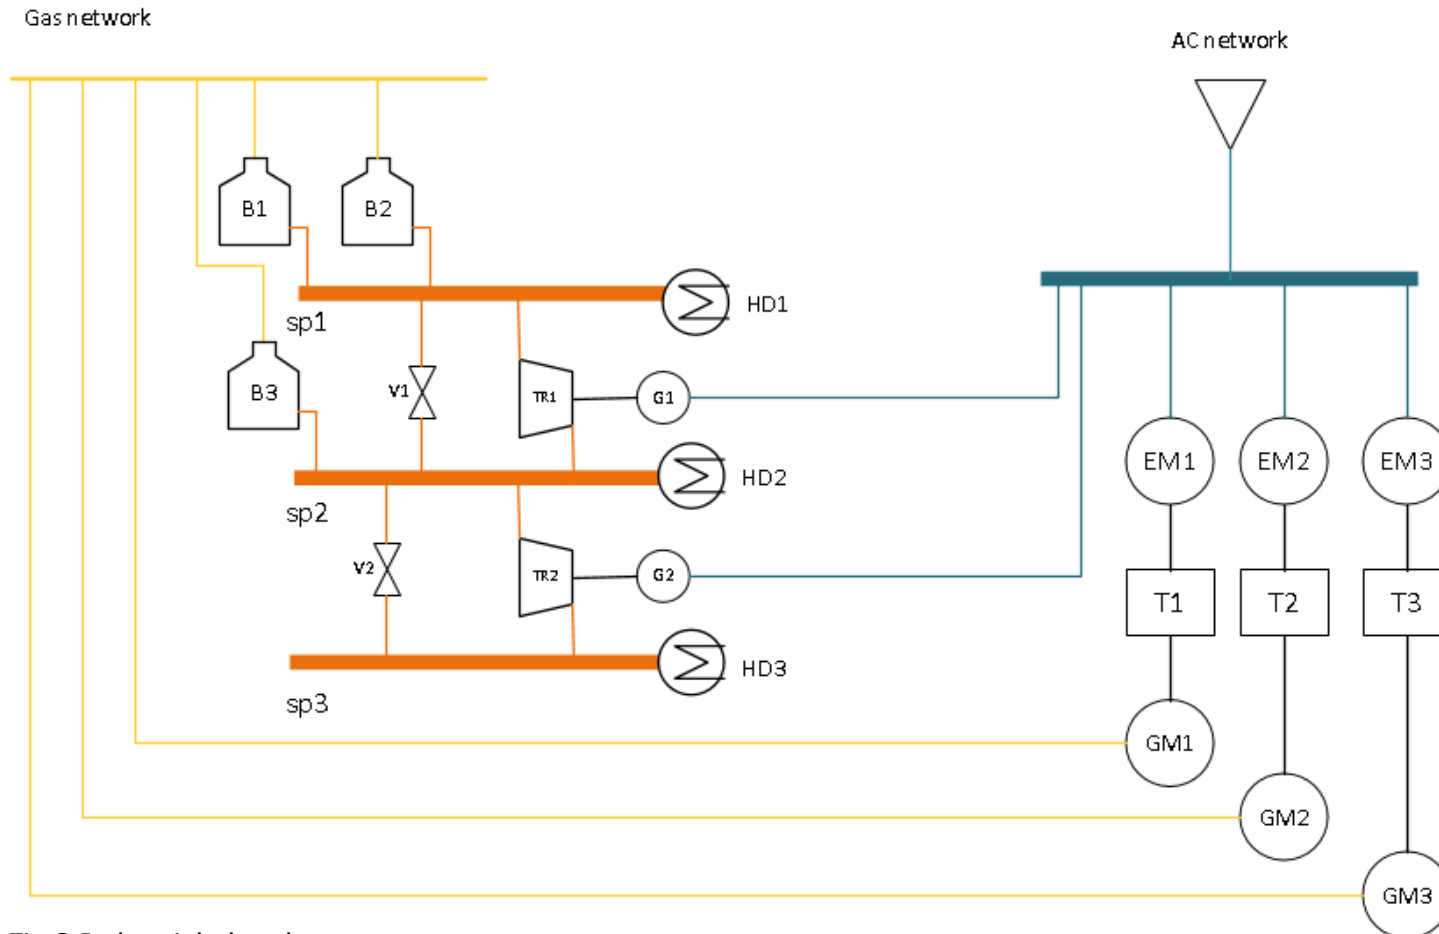 Gas network
AC network
B1
B2
sp1
HD1
B3
V1
TR1
G1
EM1
EM2
EM3
sp2
HD2
V2
TR2
G2
T1
T2
T3
sp3
HD3
GM1
GM2
GM3